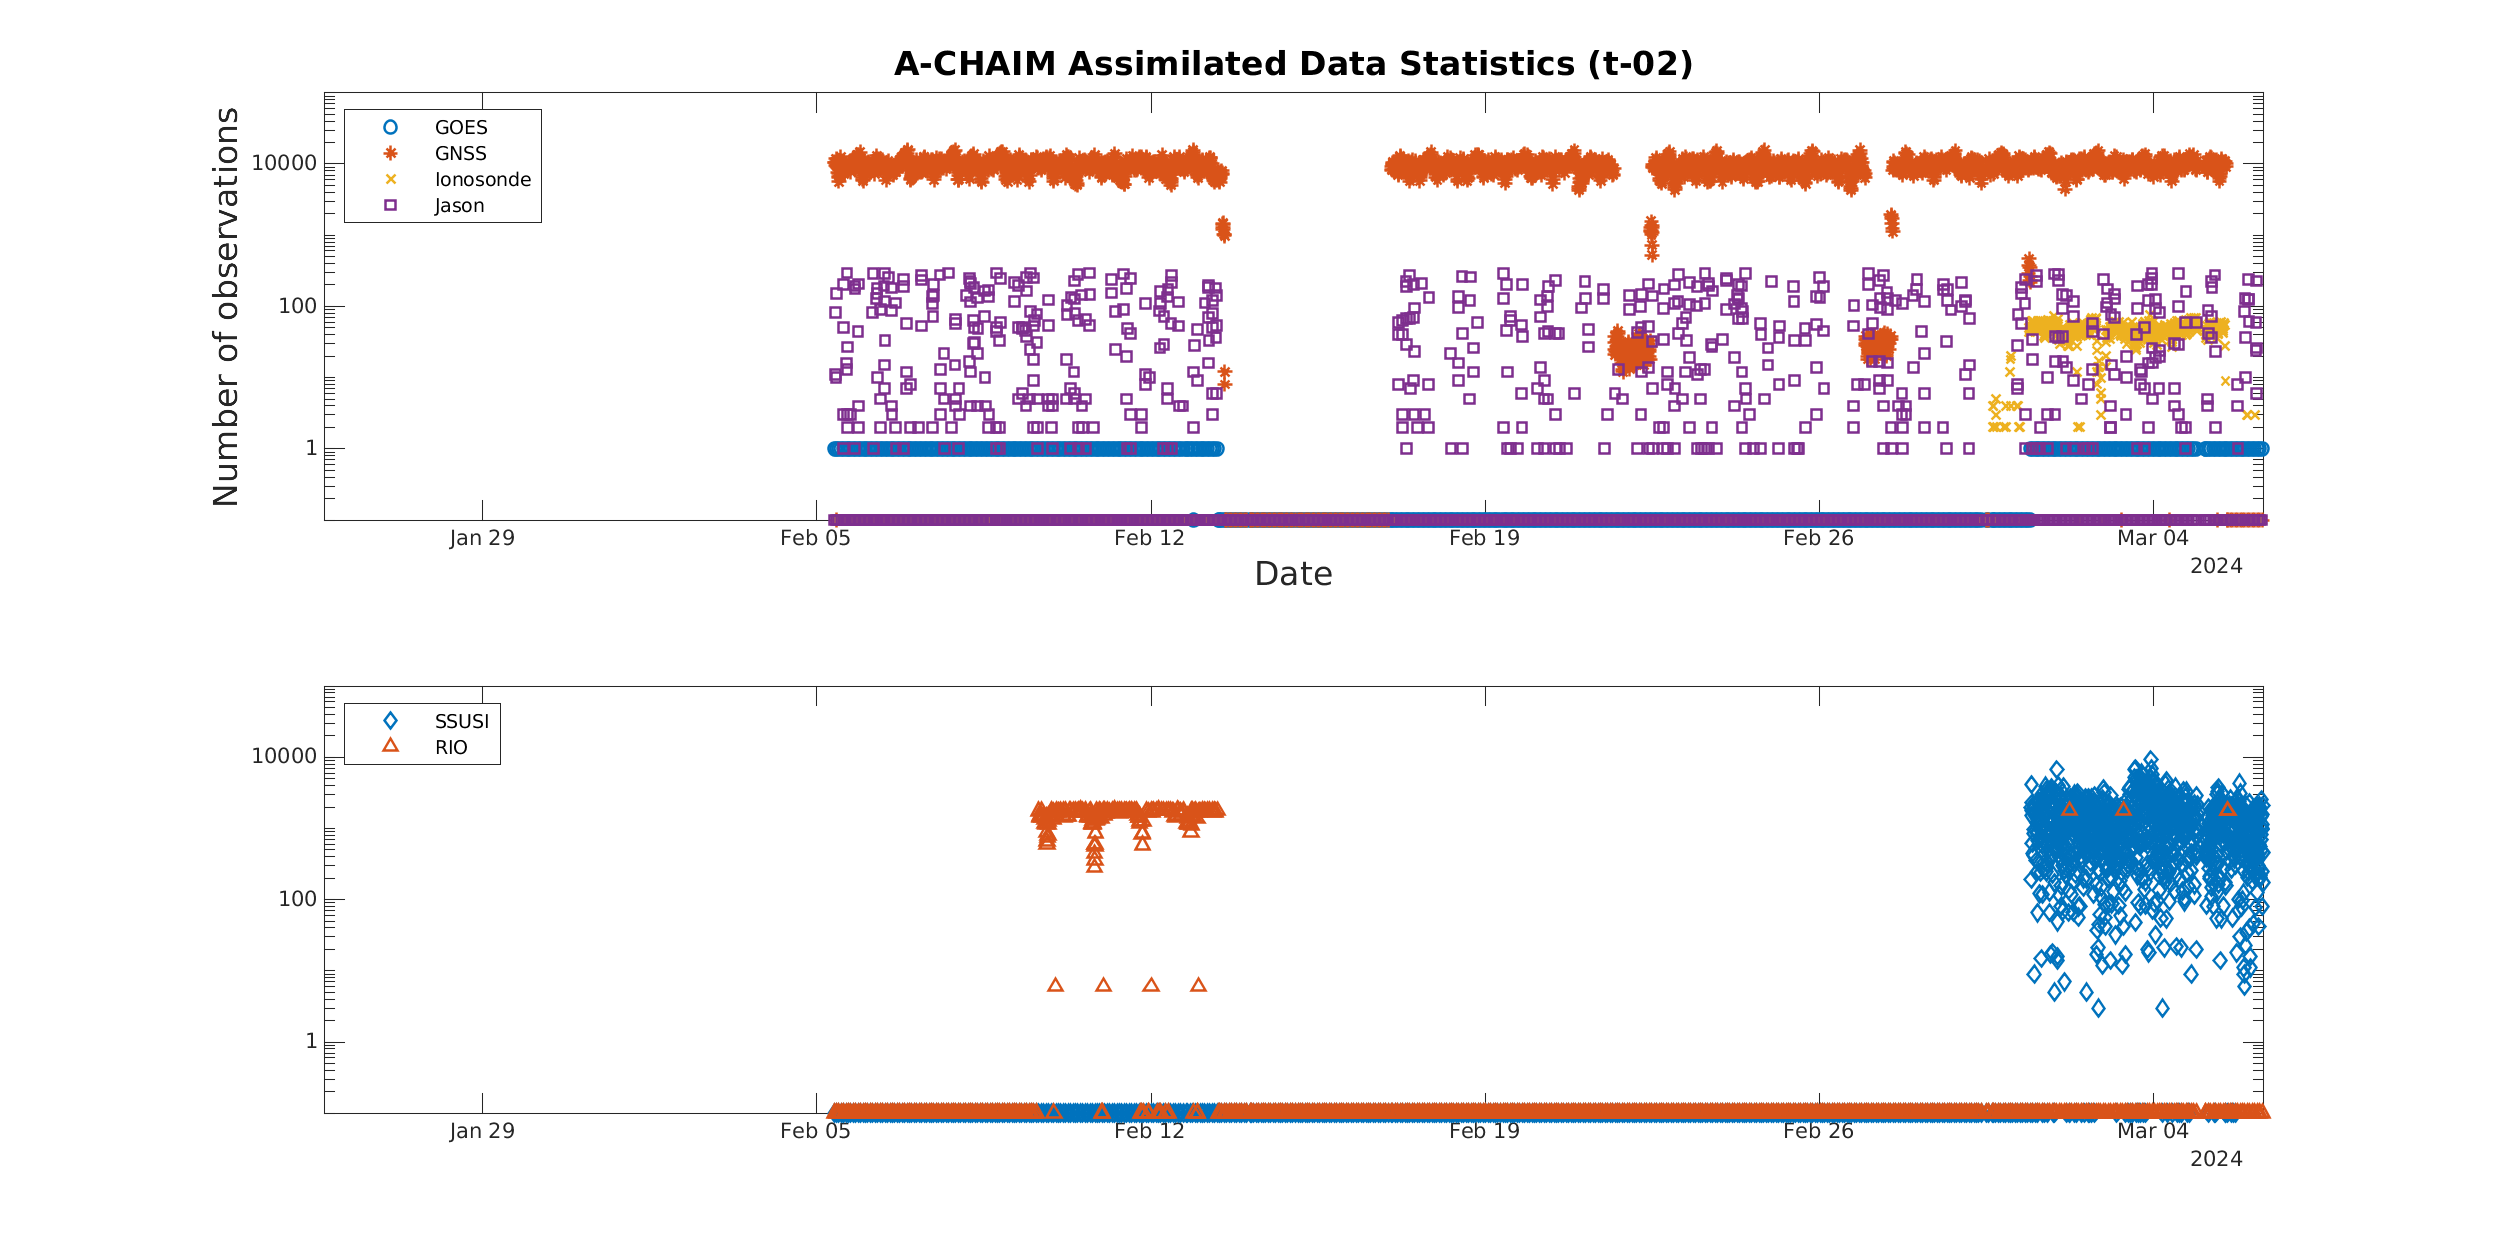 A-CHAIM Assimilated Data Statistics (t-02)
Number of observations
10000
100
1
GOES
GNSS
Ionosonde
Jason
Jan 29
Feb 05
Feb 12
Feb 19
Feb 26
Mar 04
2024
Date
10000
100
1
SSUSI
RIO
Jan 29
Feb 05
Feb 12
Feb 19
Feb 26
Mar 04
2024